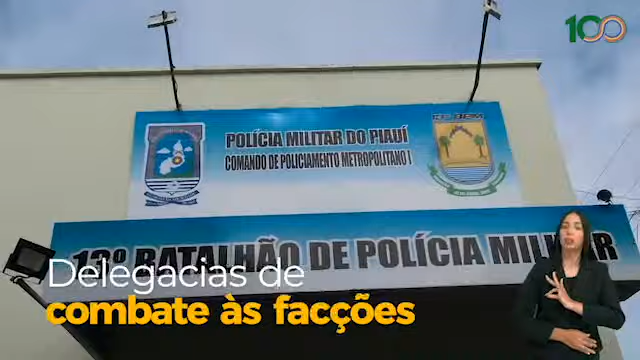 100
POLÍCIA MILITAR DO PIAUÍ
COMANDO DE POLICIAMENTO METROPOLITANO I
13º BATALHÃO DE POLÍCIA MILITAR
Delegacias de
combate às facções